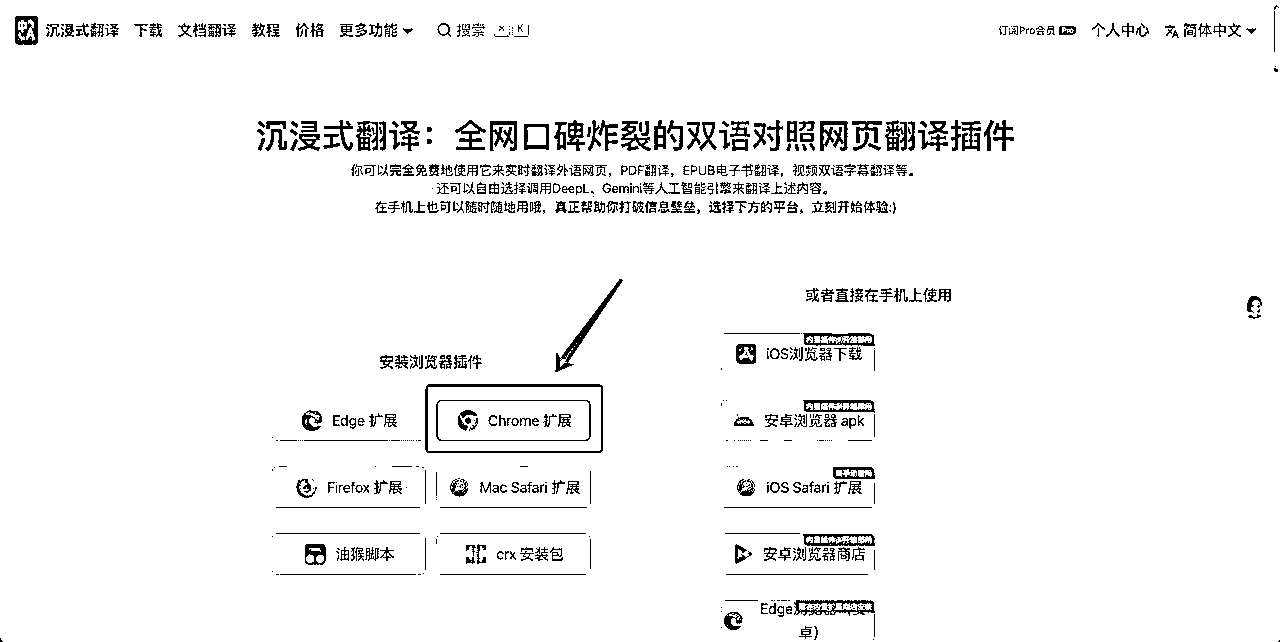 沉浸式翻译 下载 文档翻译 教程 价格 更多功能 搜索 K 订阅Pro会员 Pro 个人中心 简体中文
沉浸式翻译：全网口碑炸裂的双语对照网页翻译插件
你可以完全免费地使用它来实时翻译外语网页，PDF翻译，EPUB电子书翻译，视频双语字幕翻译等。
还可以自由选择调用DeepL、Gemini等人工智能引擎来翻译上述内容。
在手机上也可以随时随地用哦，真正帮助你打破信息壁垒，选择下方的平台，立刻开始体验:)
安装浏览器插件
Edge 扩展
Chrome 扩展
Firefox 扩展
Mac Safari 扩展
油猴脚本
crx 安装包
或者直接在手机上使用
iOS浏览器下载
安卓浏览器 apk
iOS Safari 扩展
安卓浏览器商店
Edge
卓)